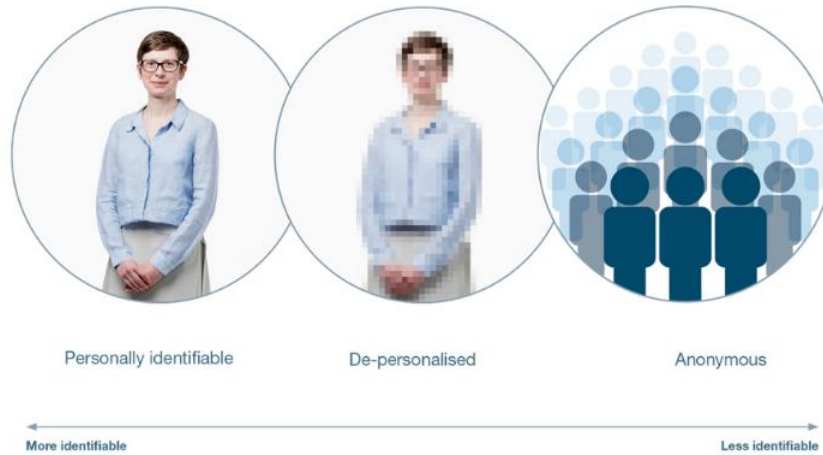 Personally identifiable
De-personalised
Anonymous
More identifiable
Less identifiable